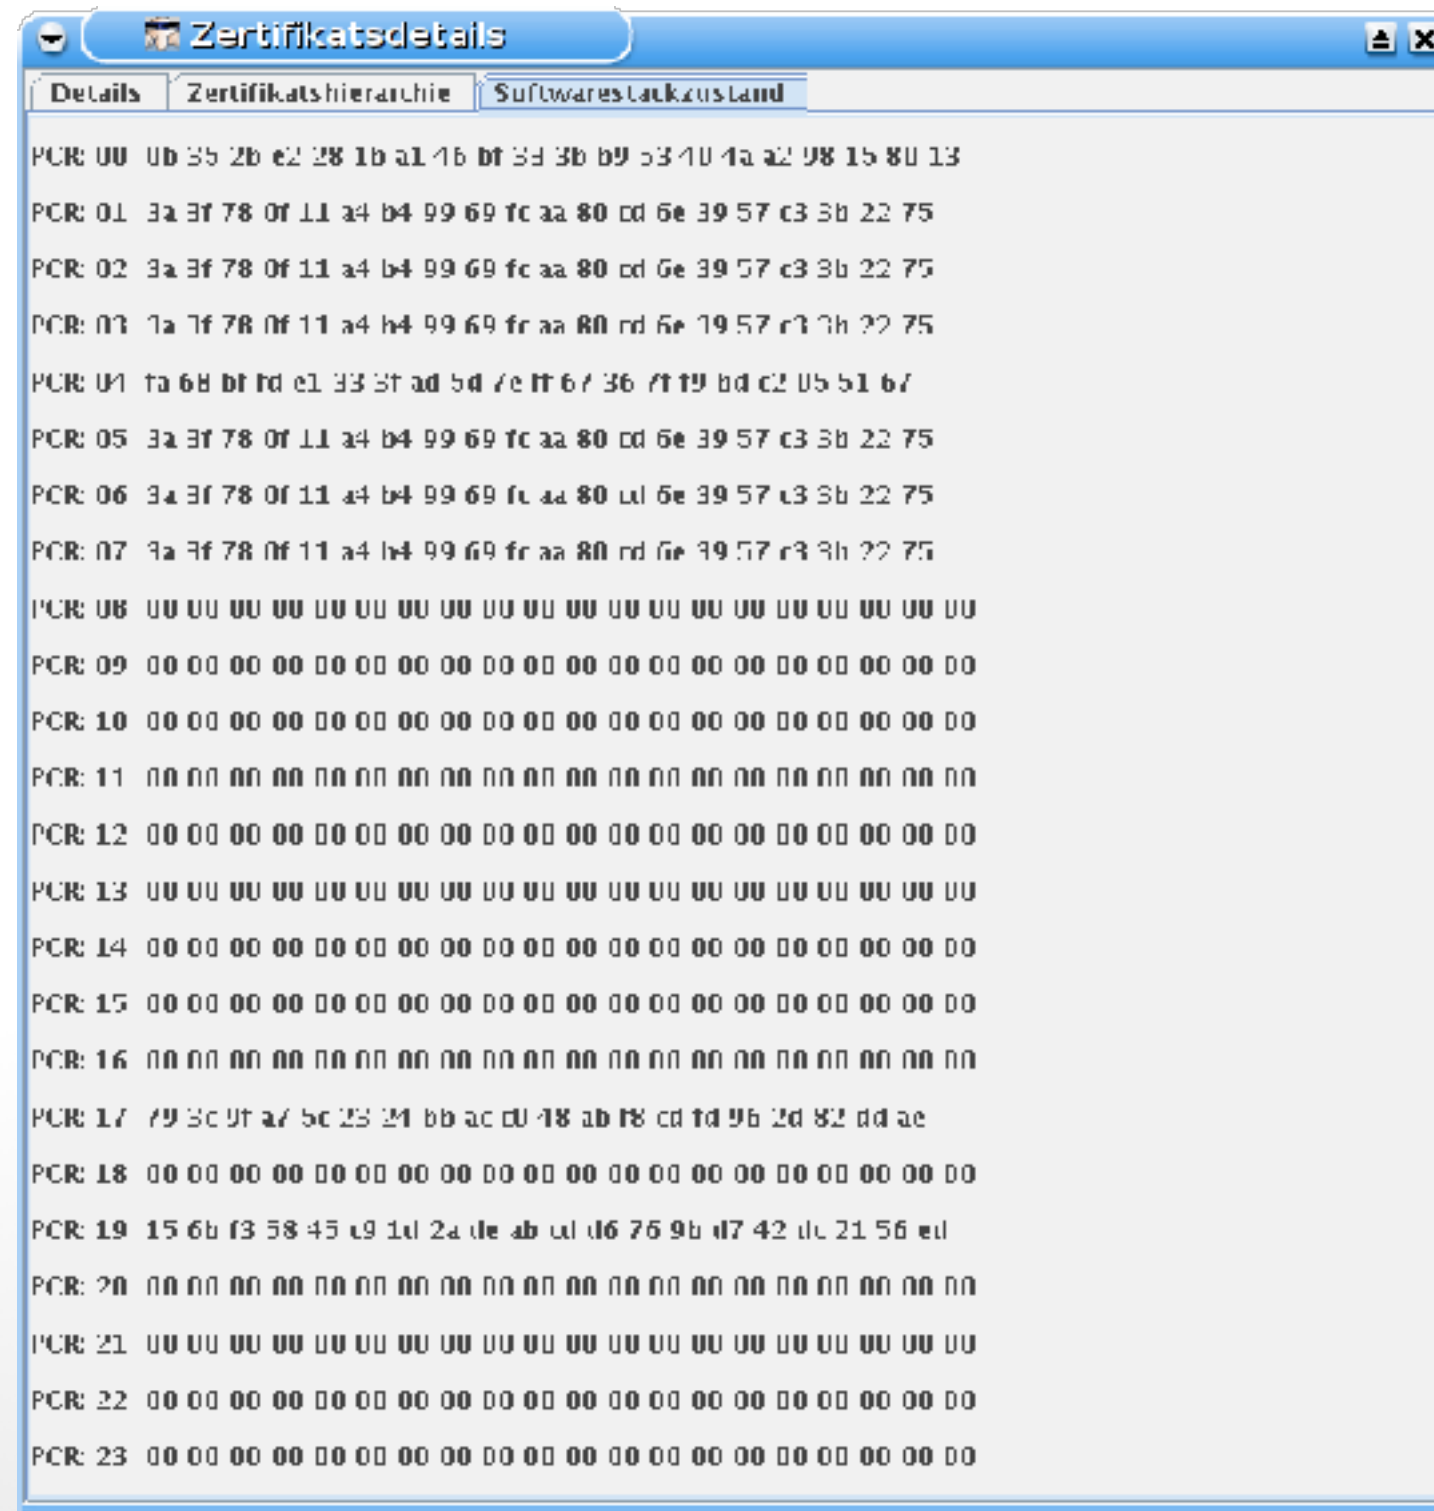 Zertifikatsdetails
Details Zertifikatshierarchie Softwarestackzustand
PCR: 00 0b 35 2b e2 28 1b a1 46 bf 33 3b b9 53 40 4a a2 98 15 80 13
PCR: 01 3a 3f 78 0f 11 a4 b4 99 69 fc aa 80 cd 6e 39 57 c3 3b 22 75
PCR: 02 3a 3f 78 0f 11 a4 b4 99 69 fc aa 80 cd 6e 39 57 c3 3b 22 75
PCR: 03 3a 3f 78 0f 11 a4 b4 99 69 fc aa 80 cd 6e 39 57 c3 3b 22 75
PCR: 04 fa 68 bf fd e1 33 3f ad 5d 7e ff 67 36 7f f9 bd c2 05 51 67
PCR: 05 3a 3f 78 0f 11 a4 b4 99 69 fc aa 80 cd 6e 39 57 c3 3b 22 75
PCR: 06 3a 3f 78 0f 11 a4 b4 99 69 fc aa 80 cd 6e 39 57 c3 3b 22 75
PCR: 07 3a 3f 78 0f 11 a4 b4 99 69 fc aa 80 cd 6e 39 57 c3 3b 22 75
PCR: 08 00 00 00 00 00 00 00 00 00 00 00 00 00 00 00 00 00 00 00 00
PCR: 09 00 00 00 00 00 00 00 00 00 00 00 00 00 00 00 00 00 00 00 00
PCR: 10 00 00 00 00 00 00 00 00 00 00 00 00 00 00 00 00 00 00 00 00
PCR: 11 00 00 00 00 00 00 00 00 00 00 00 00 00 00 00 00 00 00 00 00
PCR: 12 00 00 00 00 00 00 00 00 00 00 00 00 00 00 00 00 00 00 00 00
PCR: 13 00 00 00 00 00 00 00 00 00 00 00 00 00 00 00 00 00 00 00 00
PCR: 14 00 00 00 00 00 00 00 00 00 00 00 00 00 00 00 00 00 00 00 00
PCR: 15 00 00 00 00 00 00 00 00 00 00 00 00 00 00 00 00 00 00 00 00
PCR: 16 00 00 00 00 00 00 00 00 00 00 00 00 00 00 00 00 00 00 00 00
PCR: 17 79 3c 9f a7 5c 23 24 bb ac c0 48 ab f8 cd fd 96 2d 82 dd ae
PCR: 18 00 00 00 00 00 00 00 00 00 00 00 00 00 00 00 00 00 00 00 00
PCR: 19 15 6b f3 58 45 c9 1d 2a de ab cd d6 76 9b d7 42 dc 21 56 ed
PCR: 20 00 00 00 00 00 00 00 00 00 00 00 00 00 00 00 00 00 00 00 00
PCR: 21 00 00 00 00 00 00 00 00 00 00 00 00 00 00 00 00 00 00 00 00
PCR: 22 00 00 00 00 00 00 00 00 00 00 00 00 00 00 00 00 00 00 00 00
PCR: 23 00 00 00 00 00 00 00 00 00 00 00 00 00 00 00 00 00 00 00 00